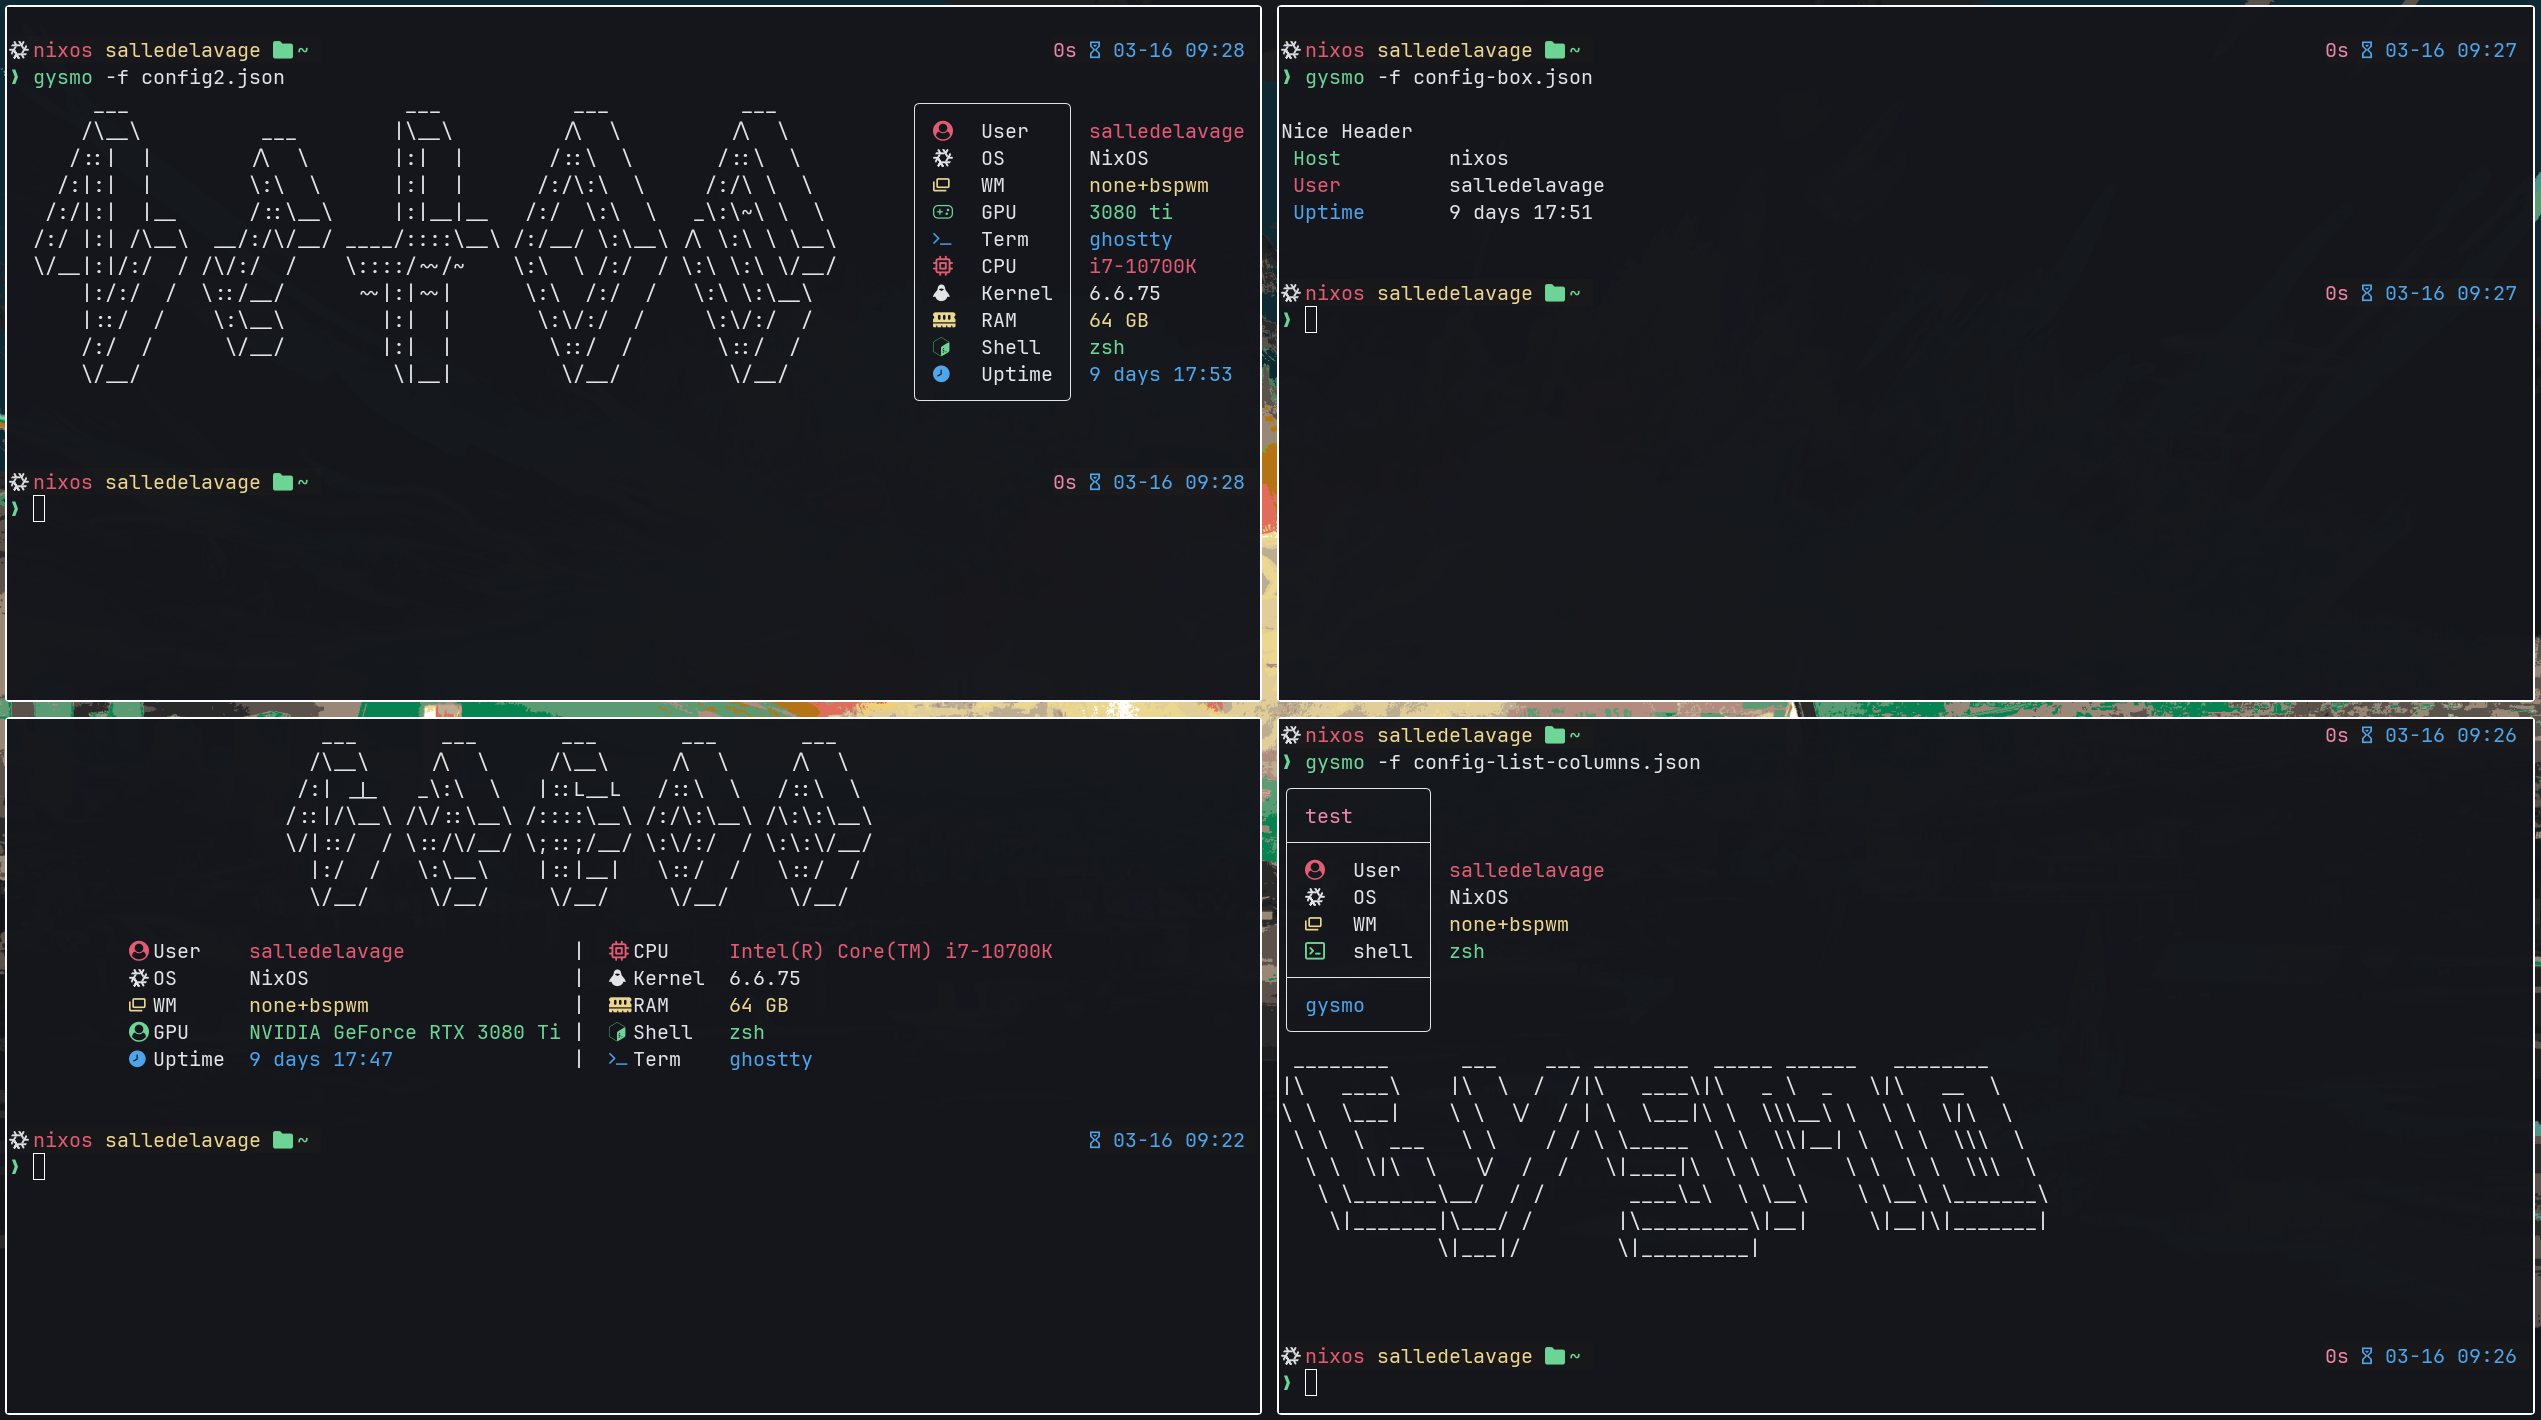 nixos salledelavage ~ 0s 03-16 09:28
❱ gysmo -f config2.json
User salledelavage
OS NixOS
WM none+bspwm
GPU 3080 ti
Term ghostty
CPU i7-10700K
Kernel 6.6.75
RAM 64 GB
Shell zsh
Uptime 9 days 17:53
nixos salledelavage ~ 0s 03-16 09:28
❱
nixos salledelavage ~ 0s 03-16 09:27
❱ gysmo -f config-box.json
Nice Header
Host nixos
User salledelavage
Uptime 9 days 17:51
nixos salledelavage ~ 0s 03-16 09:27
❱
User salledelavage | CPU Intel(R) Core(TM) i7-10700K
OS NixOS | Kernel 6.6.75
WM none+bspwm | RAM 64 GB
GPU NVIDIA GeForce RTX 3080 Ti | Shell zsh
Uptime 9 days 17:47 | Term ghostty
nixos salledelavage ~ 03-16 09:22
❱
nixos salledelavage ~ 0s 03-16 09:26
❱ gysmo -f config-list-columns.json
test
User salledelavage
OS NixOS
WM none+bspwm
shell zsh
gysmo
GYSMO
nixos salledelavage ~ 0s 03-16 09:26
❱